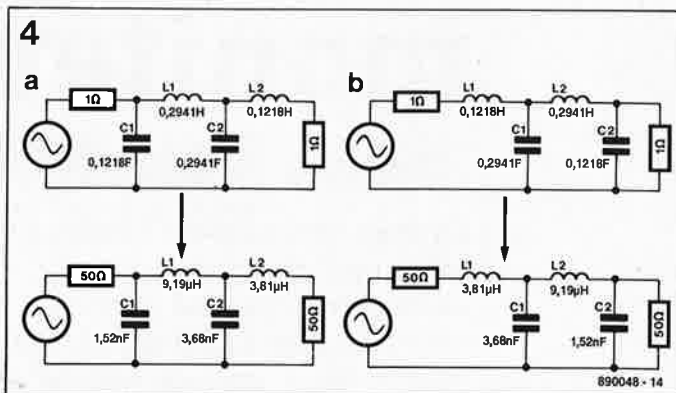 4
a
b
1Ω
L1
0,2941H
L2
0,1218H
C1
0,1218F
C2
0,2941F
1Ω
1Ω
L1
0,1218H
L2
0,2941H
C1
0,2941F
C2
0,1218F
1Ω
50Ω
L1
9,19µH
L2
3,81µH
C1
1,52nF
C2
3,68nF
50Ω
50Ω
L1
3,81µH
L2
9,19µH
C1
3,68nF
C2
1,52nF
50Ω
890048 - 14